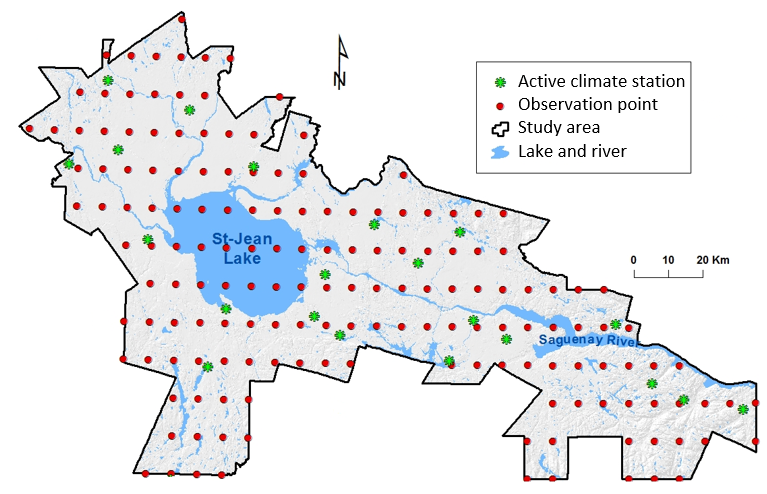 N
Active climate station
Observation point
Study area
Lake and river
St-Jean
Lake
0 10 20 Km
Saguenay River